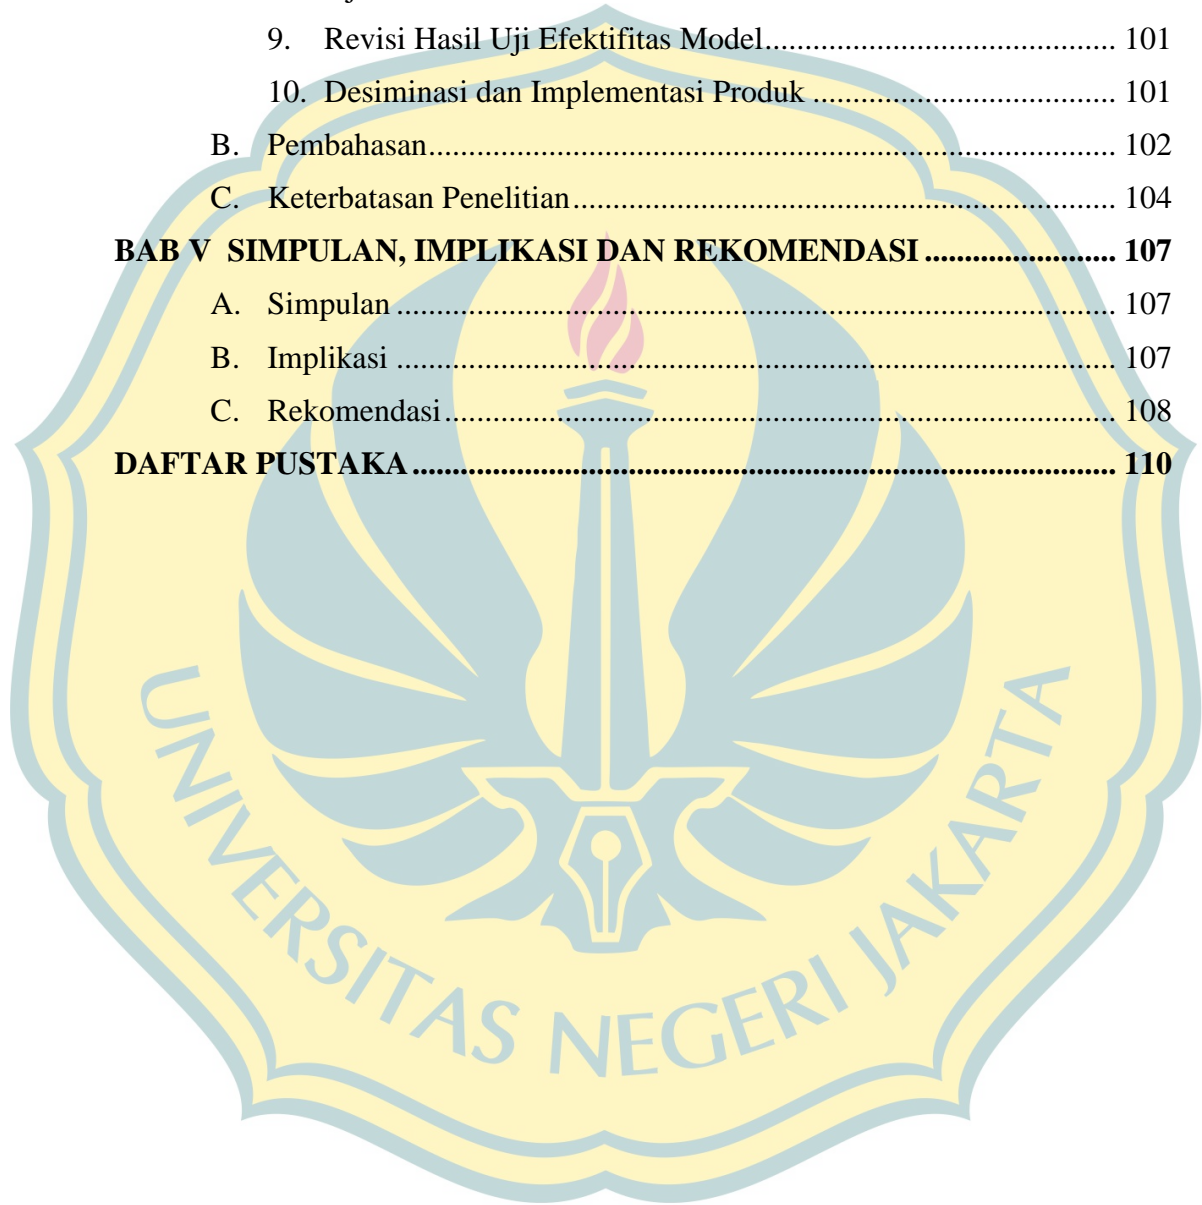 9. Revisi Hasil Uji Efektifitas Model............................................ 101
10. Desiminasi dan Implementasi Produk ...................................... 101
B. Pembahasan...................................................................................... 102
C. Keterbatasan Penelitian.................................................................... 104
BAB V SIMPULAN, IMPLIKASI DAN REKOMENDASI ........................ 107
A. Simpulan .......................................................................................... 107
B. Implikasi .......................................................................................... 107
C. Rekomendasi.................................................................................... 108
DAFTAR PUSTAKA........................................................................................ 110
UNIVERSITAS NEGERI JAKARTA